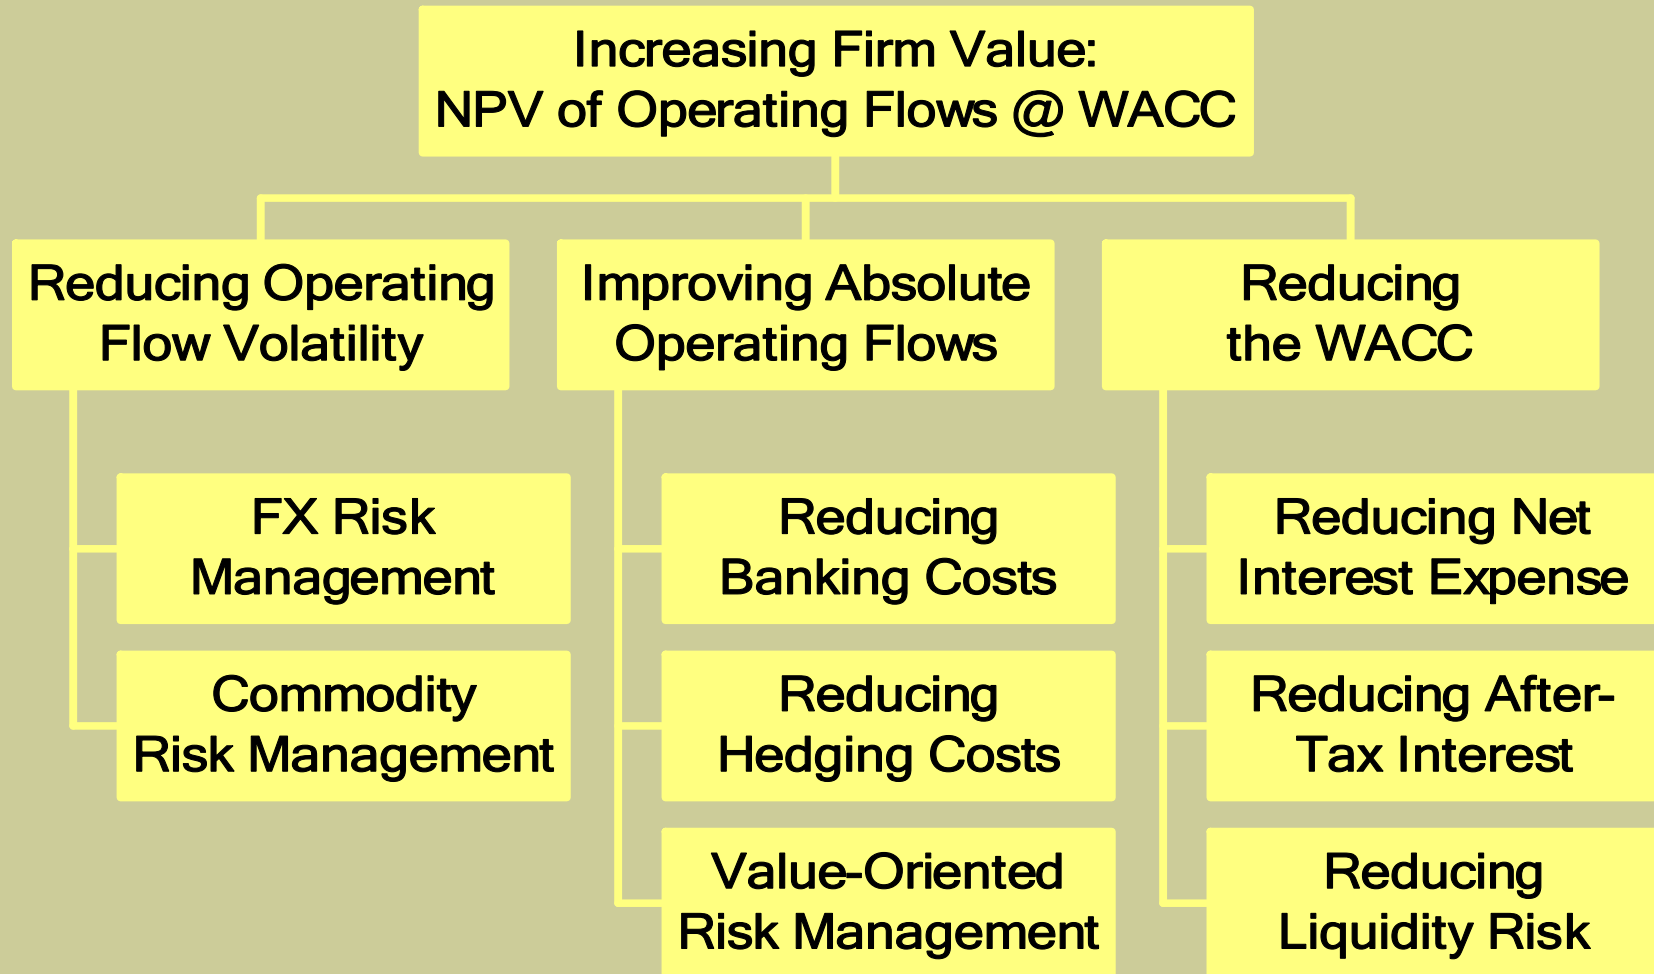 Increasing Firm Value:
NPV of Operating Flows @ WACC
Reducing Operating
Flow Volatility
Improving Absolute
Operating Flows
Reducing
the WACC
FX Risk
Management
Commodity
Risk Management
Reducing
Banking Costs
Reducing
Hedging Costs
Value-Oriented
Risk Management
Reducing Net
Interest Expense
Reducing After-
Tax Interest
Reducing
Liquidity Risk